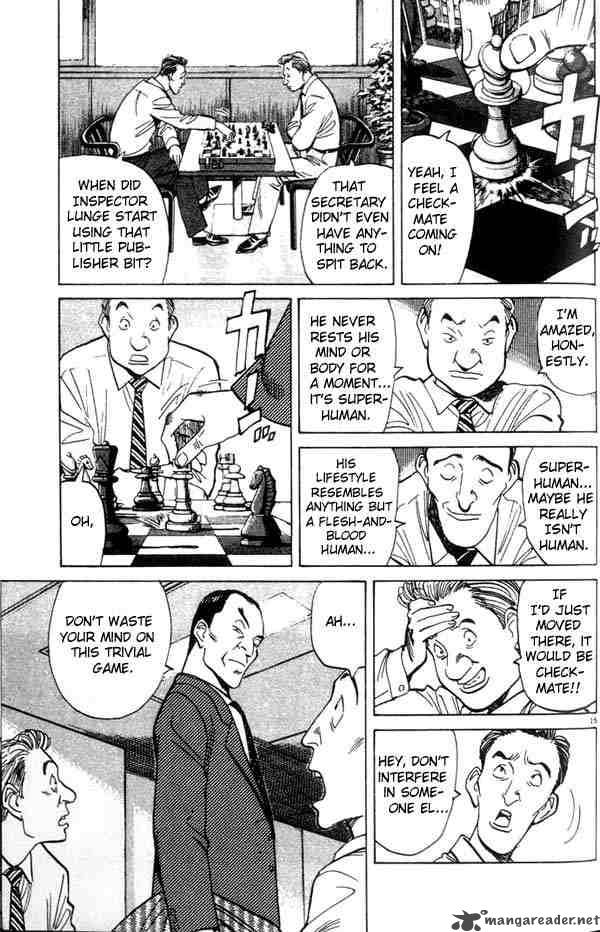 YEAH, I
FEEL A
CHECK-
MATE
COMING
ON!
カ
THAT
SECRETARY
DIDN'T EVEN
HAVE ANY-
THING TO
SPIT BACK.
WHEN DID
INSPECTOR
LUNGE START
USING THAT
LITTLE PUB-
LISHER BIT?
I'M
AMAZED,
HON-
ESTLY.
HE NEVER
RESTS HIS
MIND OR
BODY FOR
A MOMENT...
IT'S SUPER-
HUMAN.
SUPER-
HUMAN...
MAYBE HE
REALLY
ISN'T
HUMAN.
HIS
LIFESTYLE
RESEMBLES
ANYTHING BUT
A FLESH-AND-
BLOOD
HUMAN...
カ
OH,
IF
I'D JUST
MOVED
THERE, IT
WOULD BE
CHECK-
MATE!!
15
HEY, DON'T
INTERFERE
IN SOME-
ONE EL...
AH...
DON'T WASTE
YOUR MIND ON
THIS TRIVIAL
GAME.
mangareader.net